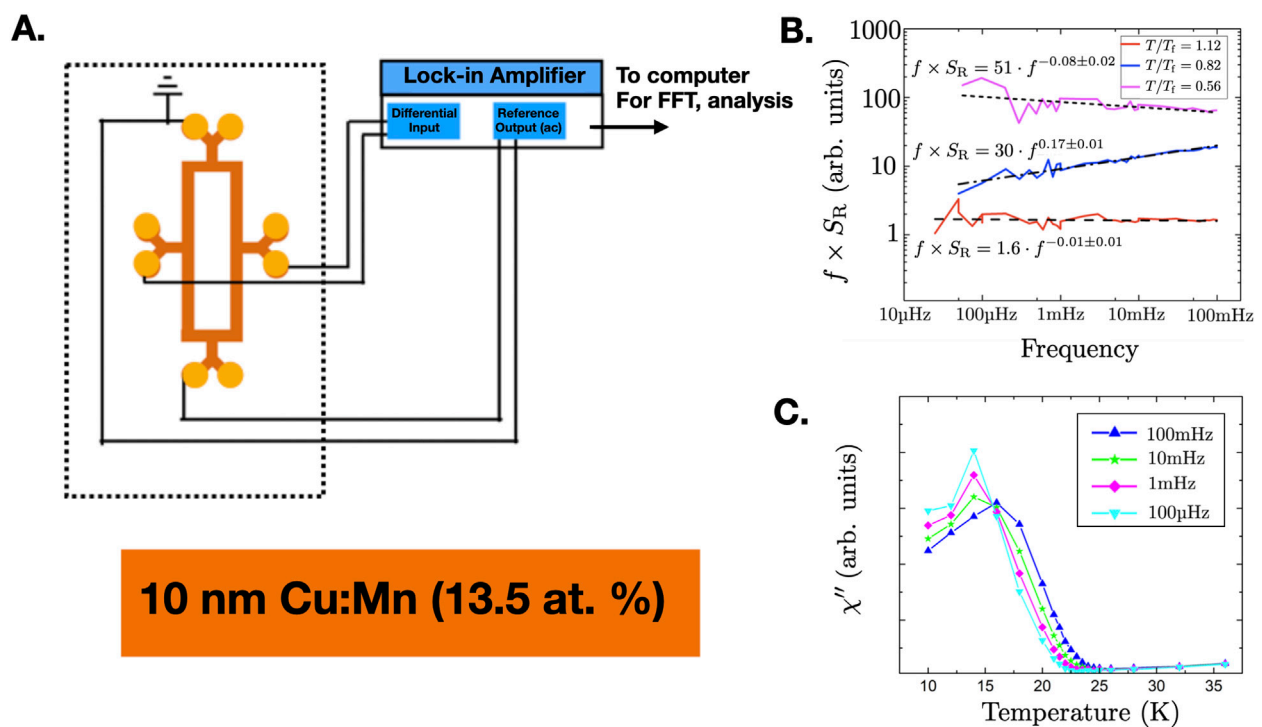 A.
Lock-in Amplifier
Differential
Input
Reference
Output (ac)
To computer
For FFT, analysis
10 nm Cu:Mn (13.5 at. %)
B.
f × S_R (arb. units)
1000
100
10
1
T/T_f = 1.12
T/T_f = 0.82
T/T_f = 0.56
f × S_R = 51 · f^{-0.08±0.02}
f × S_R = 30 · f^{0.17±0.01}
f × S_R = 1.6 · f^{-0.01±0.01}
10μHz 100μHz 1mHz 10mHz 100mHz
Frequency
C.
χ″ (arb. units)
100mHz
10mHz
1mHz
100μHz
10 15 20 25 30 35
Temperature (K)